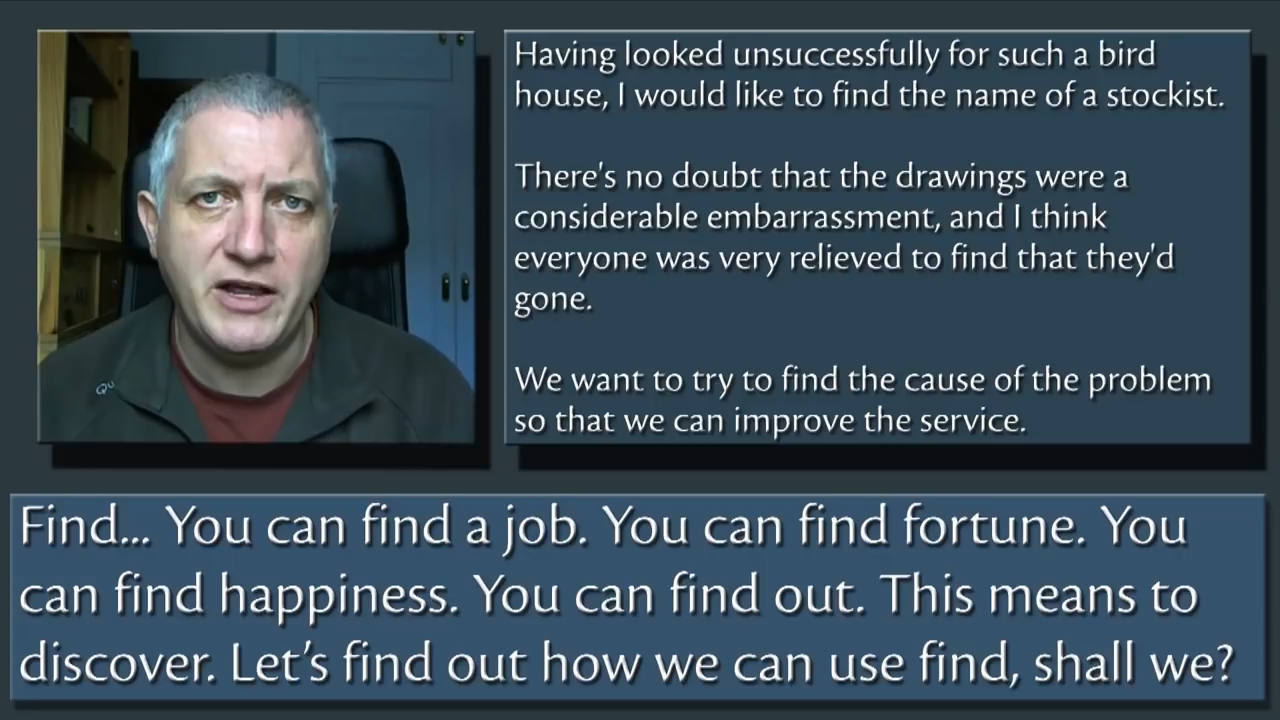 Having looked unsuccessfully for such a bird
house, I would like to find the name of a stockist.
There's no doubt that the drawings were a
considerable embarrassment, and I think
everyone was very relieved to find that they'd
gone.
We want to try to find the cause of the problem
so that we can improve the service.
Find... You can find a job. You can find fortune. You
can find happiness. You can find out. This means to
discover. Let’s find out how we can use find, shall we?